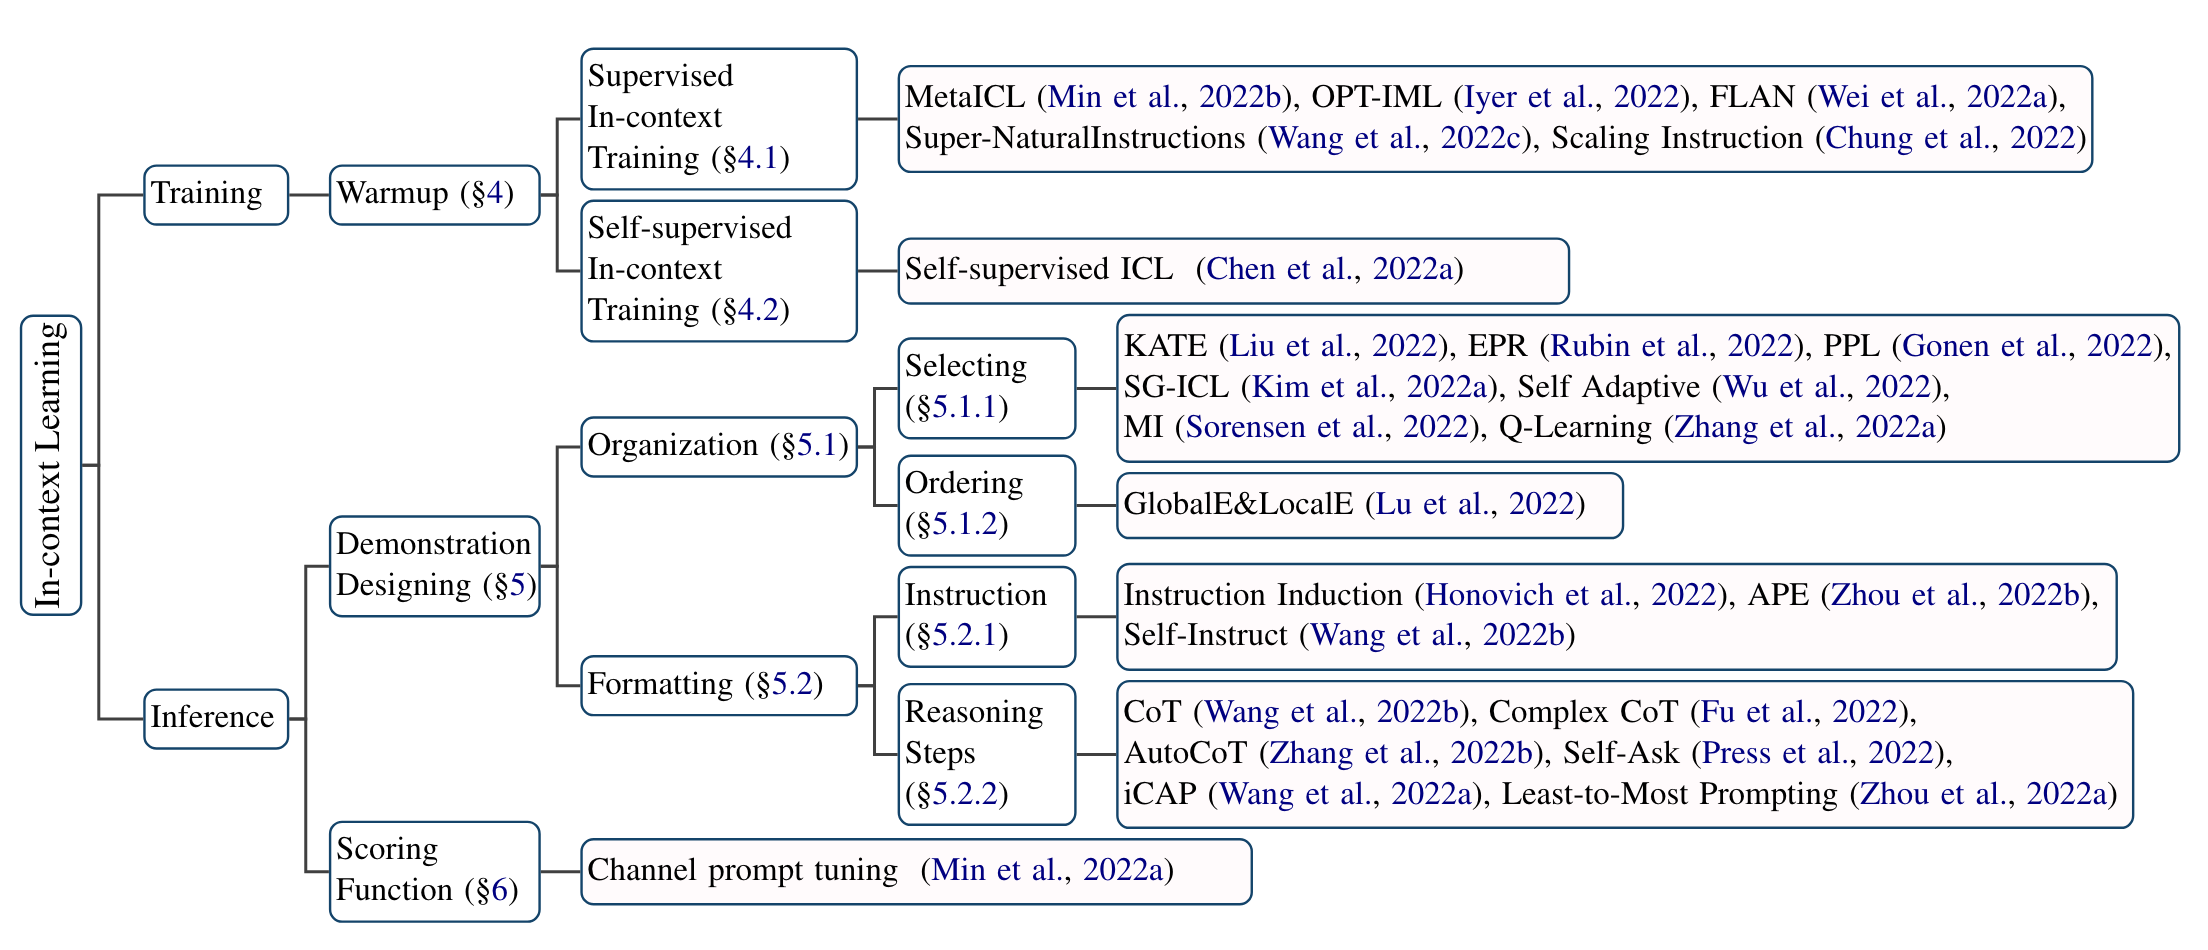 In-context Learning
Training
Warmup (§4)
Supervised
In-context
Training (§4.1)
MetaICL (Min et al., 2022b), OPT-IML (Iyer et al., 2022), FLAN (Wei et al., 2022a),
Super-NaturalInstructions (Wang et al., 2022c), Scaling Instruction (Chung et al., 2022)
Self-supervised
In-context
Training (§4.2)
Self-supervised ICL (Chen et al., 2022a)
Inference
Demonstration
Designing (§5)
Organization (§5.1)
Selecting
(§5.1.1)
KATE (Liu et al., 2022), EPR (Rubin et al., 2022), PPL (Gonen et al., 2022),
SG-ICL (Kim et al., 2022a), Self Adaptive (Wu et al., 2022),
MI (Sorensen et al., 2022), Q-Learning (Zhang et al., 2022a)
Ordering
(§5.1.2)
GlobalE&LocalE (Lu et al., 2022)
Formatting (§5.2)
Instruction
(§5.2.1)
Instruction Induction (Honovich et al., 2022), APE (Zhou et al., 2022b),
Self-Instruct (Wang et al., 2022b)
Reasoning
Steps
(§5.2.2)
CoT (Wang et al., 2022b), Complex CoT (Fu et al., 2022),
AutoCoT (Zhang et al., 2022b), Self-Ask (Press et al., 2022),
iCAP (Wang et al., 2022a), Least-to-Most Prompting (Zhou et al., 2022a)
Scoring
Function (§6)
Channel prompt tuning (Min et al., 2022a)